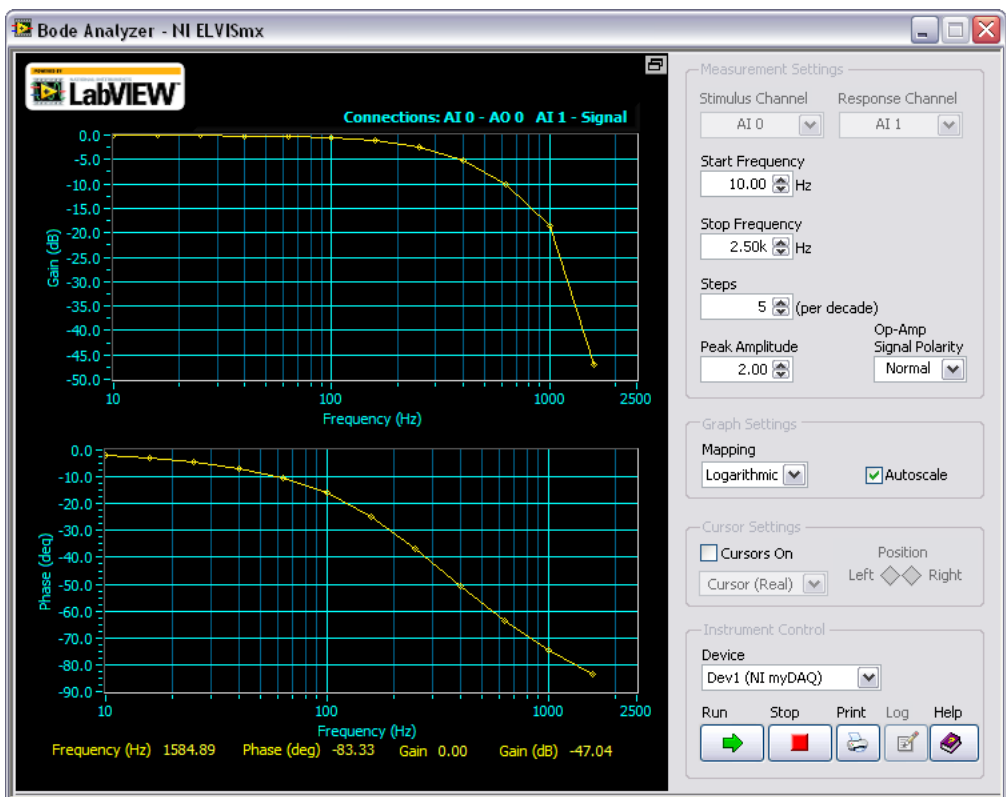 Bode Analyzer - NI ELVISmx
POWERED BY
NATIONAL INSTRUMENTS
LabVIEW
Connections: AI 0 - AO 0 AI 1 - Signal
0.0
-5.0
-10.0
-15.0
-20.0
-25.0
-30.0
-35.0
-40.0
-45.0
-50.0
Gain (dB)
10 100 1000 2500
Frequency (Hz)
0.0
-10.0
-20.0
-30.0
-40.0
-50.0
-60.0
-70.0
-80.0
-90.0
Phase (deg)
10 100 1000 2500
Frequency (Hz)
Frequency (Hz) 1584.89 Phase (deg) -83.33 Gain 0.00 Gain (dB) -47.04
Measurement Settings
Stimulus Channel Response Channel
AI 0 AI 1
Start Frequency
10.00 Hz
Stop Frequency
2.50k Hz
Steps
5 (per decade)
Peak Amplitude
2.00
Op-Amp
Signal Polarity
Normal
Graph Settings
Mapping
Logarithmic Autoscale
Cursor Settings
Cursors On Position
Cursor (Real) Left Right
Instrument Control
Device
Dev1 (NI myDAQ)
Run Stop Print Log Help